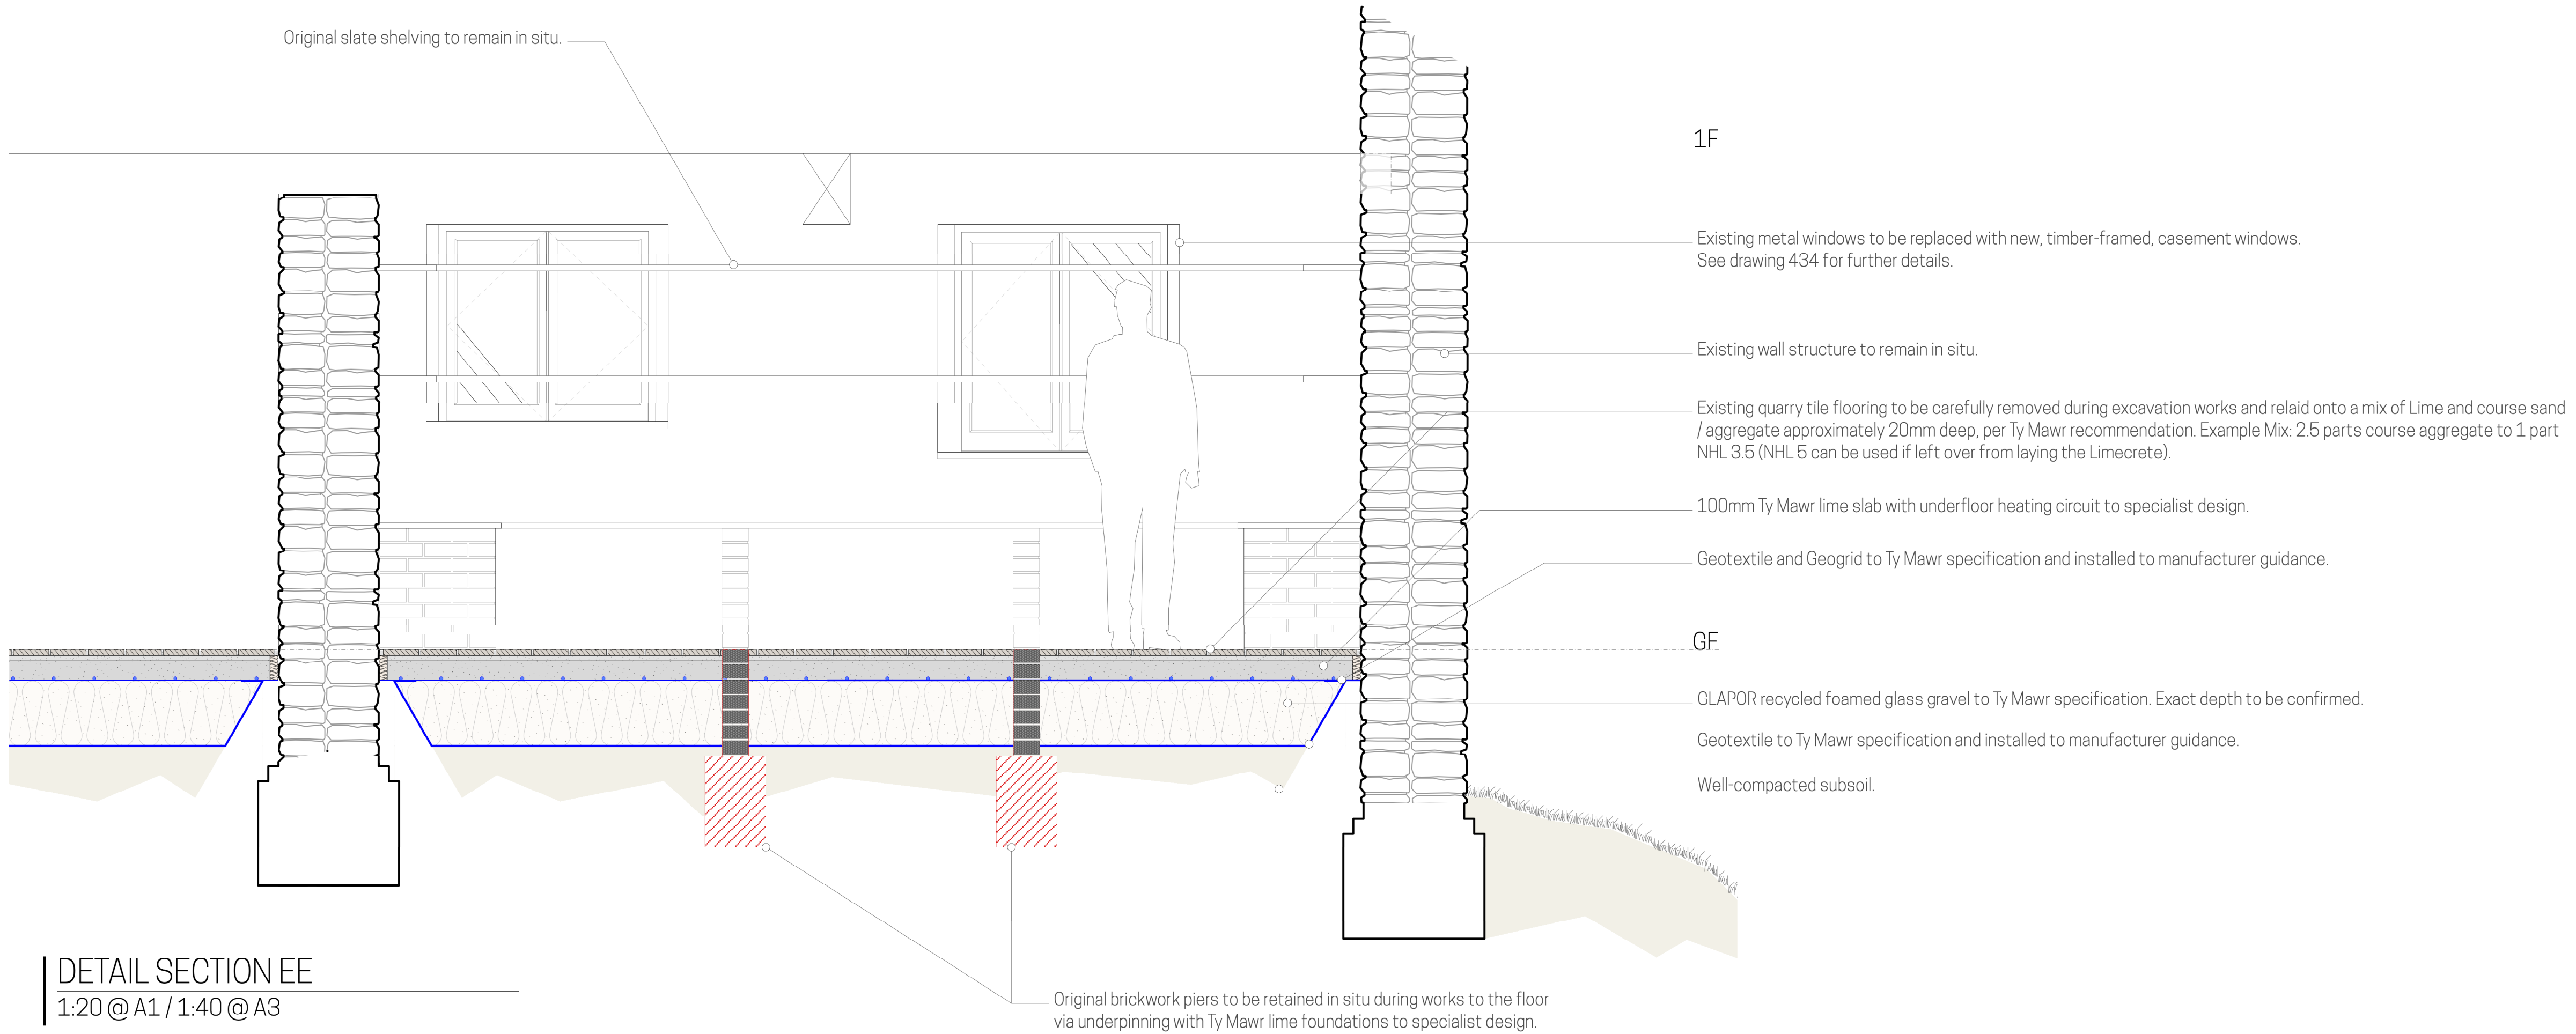 Original slate shelving to remain in situ.
1F
Existing metal windows to be replaced with new, timber-framed, casement windows.
See drawing 434 for further details.
Existing wall structure to remain in situ.
Existing quarry tile flooring to be carefully removed during excavation works and relaid onto a mix of Lime and course sand
/ aggregate approximately 20mm deep, per Ty Mawr recommendation. Example Mix: 2.5 parts course aggregate to 1 part
NHL 3.5 (NHL 5 can be used if left over from laying the Limecrete).
100mm Ty Mawr lime slab with underfloor heating circuit to specialist design.
Geotextile and Geogrid to Ty Mawr specification and installed to manufacturer guidance.
GF
GLAPOR recycled foamed glass gravel to Ty Mawr specification. Exact depth to be confirmed.
Geotextile to Ty Mawr specification and installed to manufacturer guidance.
Well-compacted subsoil.
DETAIL SECTION EE
1:20 @ A1 / 1:40 @ A3
Original brickwork piers to be retained in situ during works to the floor
via underpinning with Ty Mawr lime foundations to specialist design.